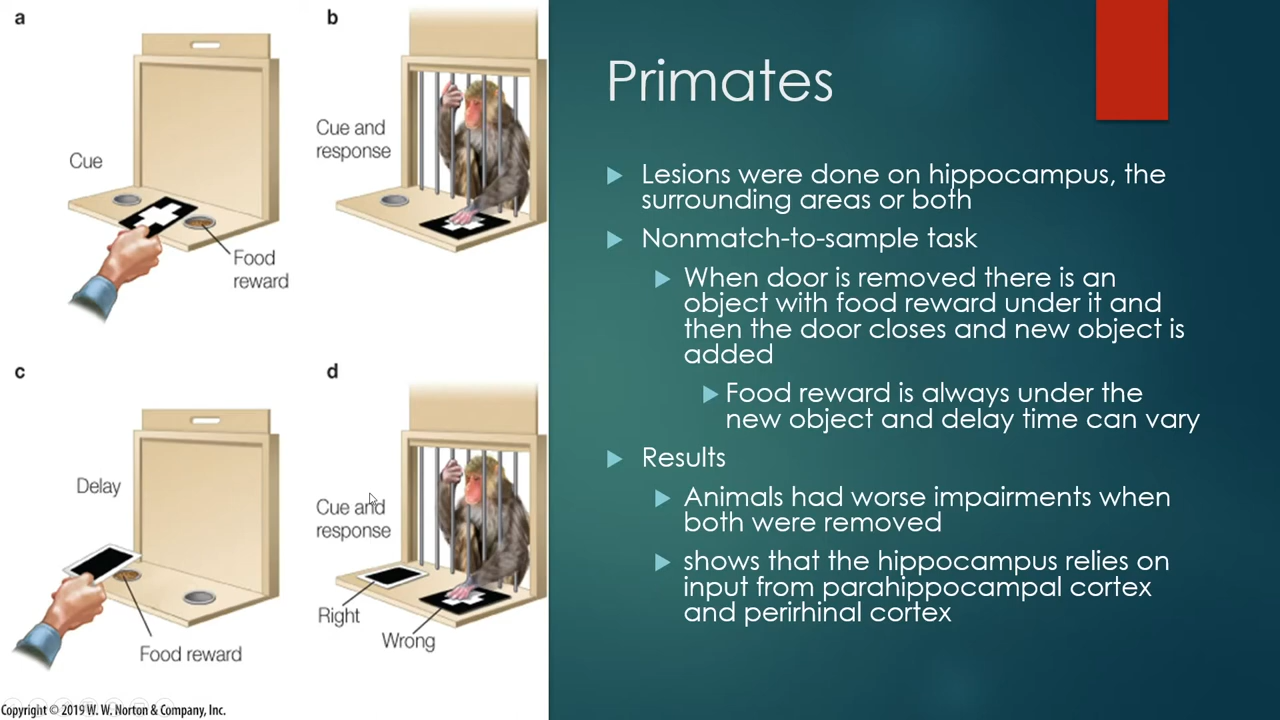 a
Cue
Food
reward
b
Cue and
response
c
Delay
Food reward
d
Cue and
response
Right
Wrong
Copyright © 2019 W. W. Norton & Company, Inc.
Primates
Lesions were done on hippocampus, the
surrounding areas or both
Nonmatch-to-sample task
When door is removed there is an
object with food reward under it and
then the door closes and new object is
added
Food reward is always under the
new object and delay time can vary
Results
Animals had worse impairments when
both were removed
shows that the hippocampus relies on
input from parahippocampal cortex
and perirhinal cortex